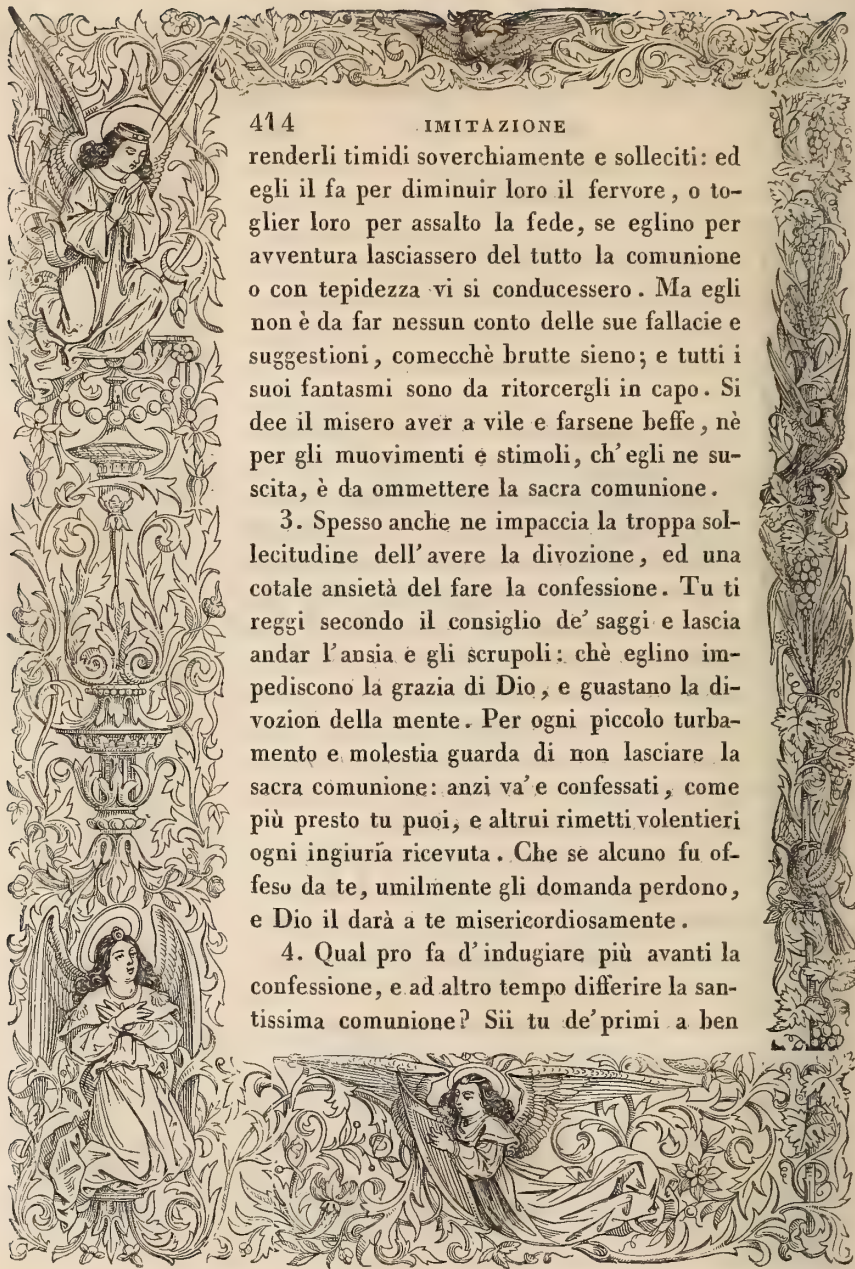 414 IMITAZIONE
renderli timidi soverchiamente e solleciti: ed
egli il fa per diminuir loro il fervore, o to-
glier loro per assalto la fede, se eglino per
avventura lasciassero del tutto la comunione
o con tepidezza vi si conducessero. Ma egli
non è da far nessun conto delle sue fallacie e
suggestioni, comecchè brutte sieno; e tutti i
suoi fantasmi sono da ritorcergli in capo. Si
dee il misero aver a vile e farsene beffe, nè
per gli muovimenti e stimoli, ch'egli ne su-
scita, è da ommettere la sacra comunione.
3. Spesso anche ne impaccia la troppa sol-
lecitudine dell'avere la divozione, ed una
cotale ansietà del fare la confessione. Tu ti
reggi secondo il consiglio de' saggi e lascia
andar l'ansia e gli scrupoli: chè eglino im-
pediscono la grazia di Dio, e guastano la di-
vozion della mente. Per ogni piccolo turba-
mento e molestia guarda di non lasciare la
sacra comunione: anzi va' e confessati, come
più presto tu puoi, e altrui rimetti volentieri
ogni ingiuria ricevuta. Che se alcuno fu of-
feso da te, umilmente gli domanda perdono,
e Dio il darà a te misericordiosamente.
4. Qual pro fa d'indugiare più avanti la
confessione, e ad altro tempo differire la san-
tissima comunione? Sii tu de' primi a ben